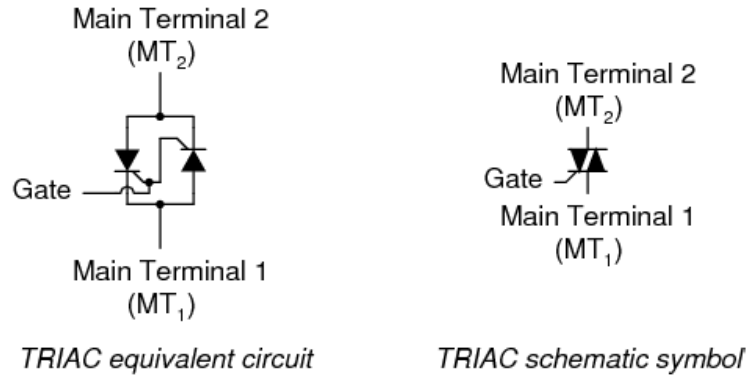 Main Terminal 2
(MT2)
Gate
Main Terminal 1
(MT1)
TRIAC equivalent circuit
Main Terminal 2
(MT2)
Gate
Main Terminal 1
(MT1)
TRIAC schematic symbol